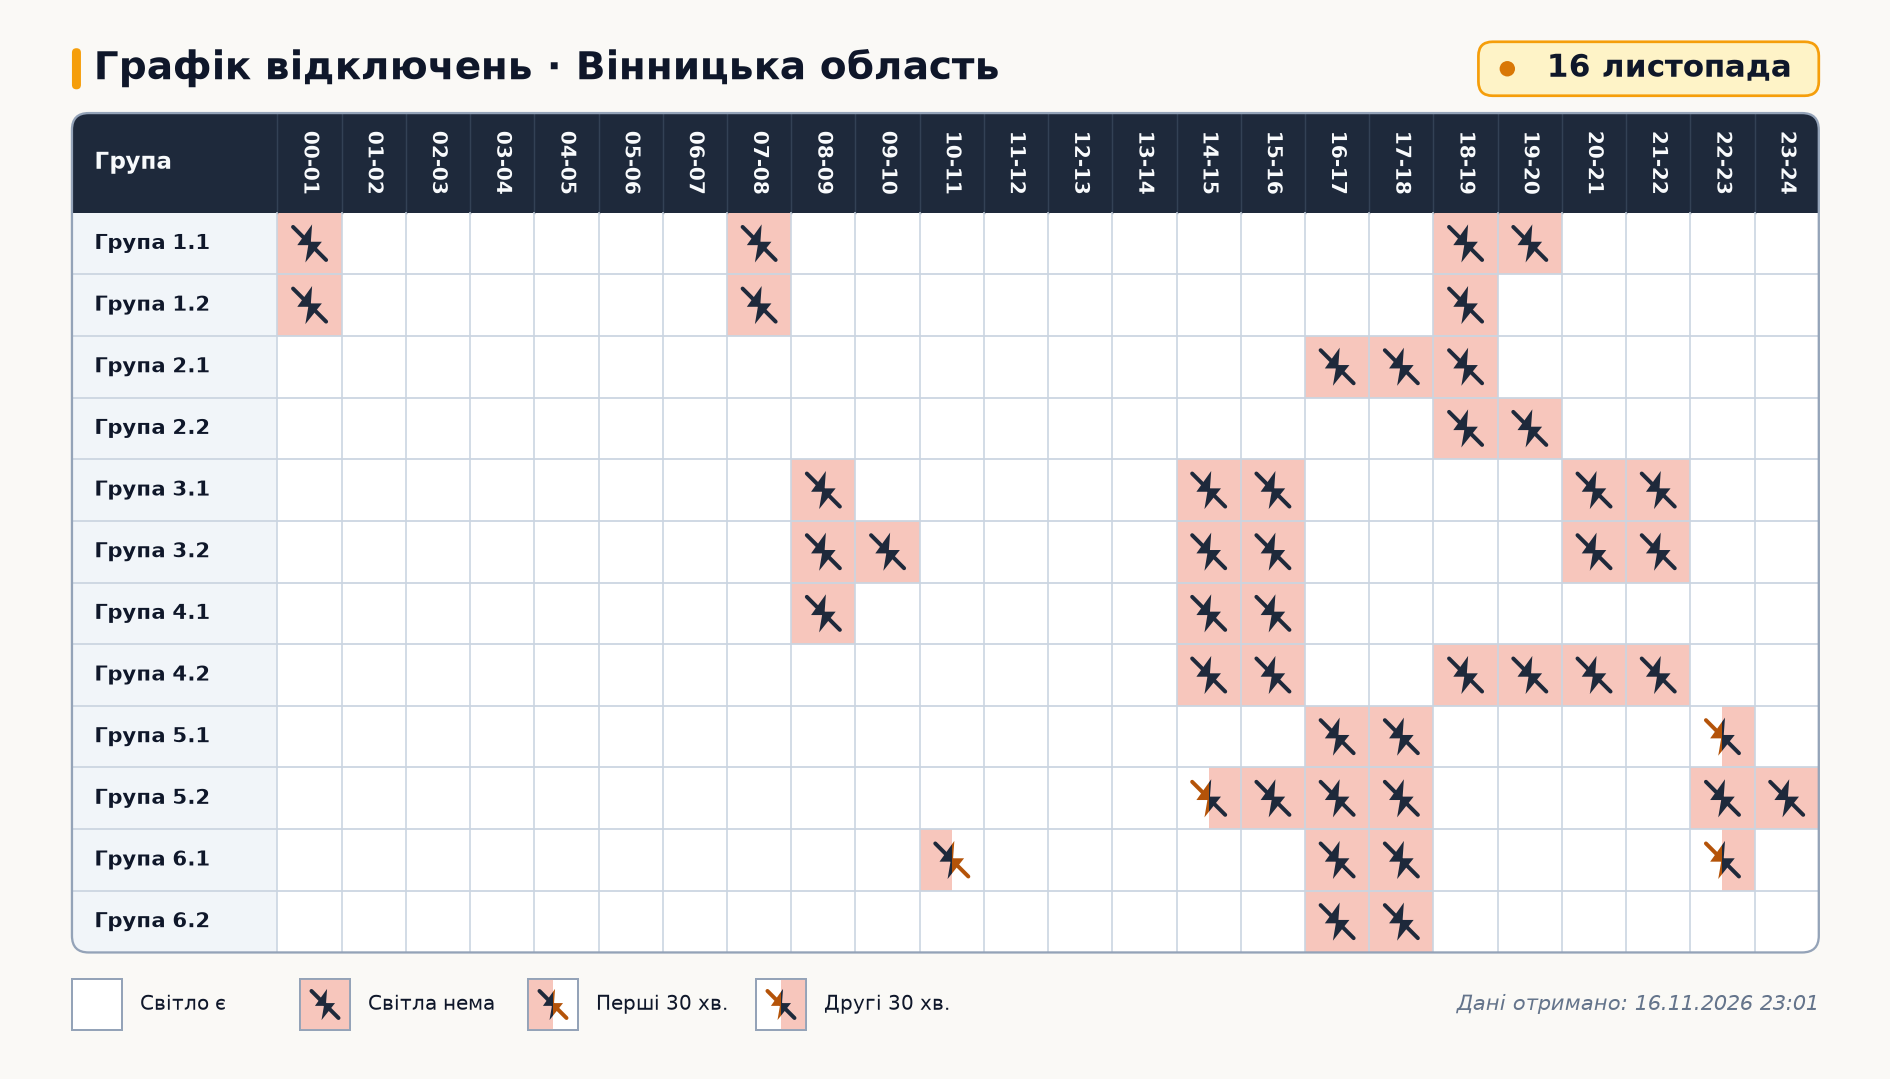 Графік відключень · Вінницька область
16 листопада
Група 00-01 01-02 02-03 03-04 04-05 05-06 06-07 07-08 08-09 09-10 10-11 11-12 12-13 13-14 14-15 15-16 16-17 17-18 18-19 19-20 20-21 21-22 22-23 23-24
Група 1.1
Група 1.2
Група 2.1
Група 2.2
Група 3.1
Група 3.2
Група 4.1
Група 4.2
Група 5.1
Група 5.2
Група 6.1
Група 6.2
Світло є Світла нема Перші 30 хв. Другі 30 хв.
Дані отримано: 16.11.2026 23:01